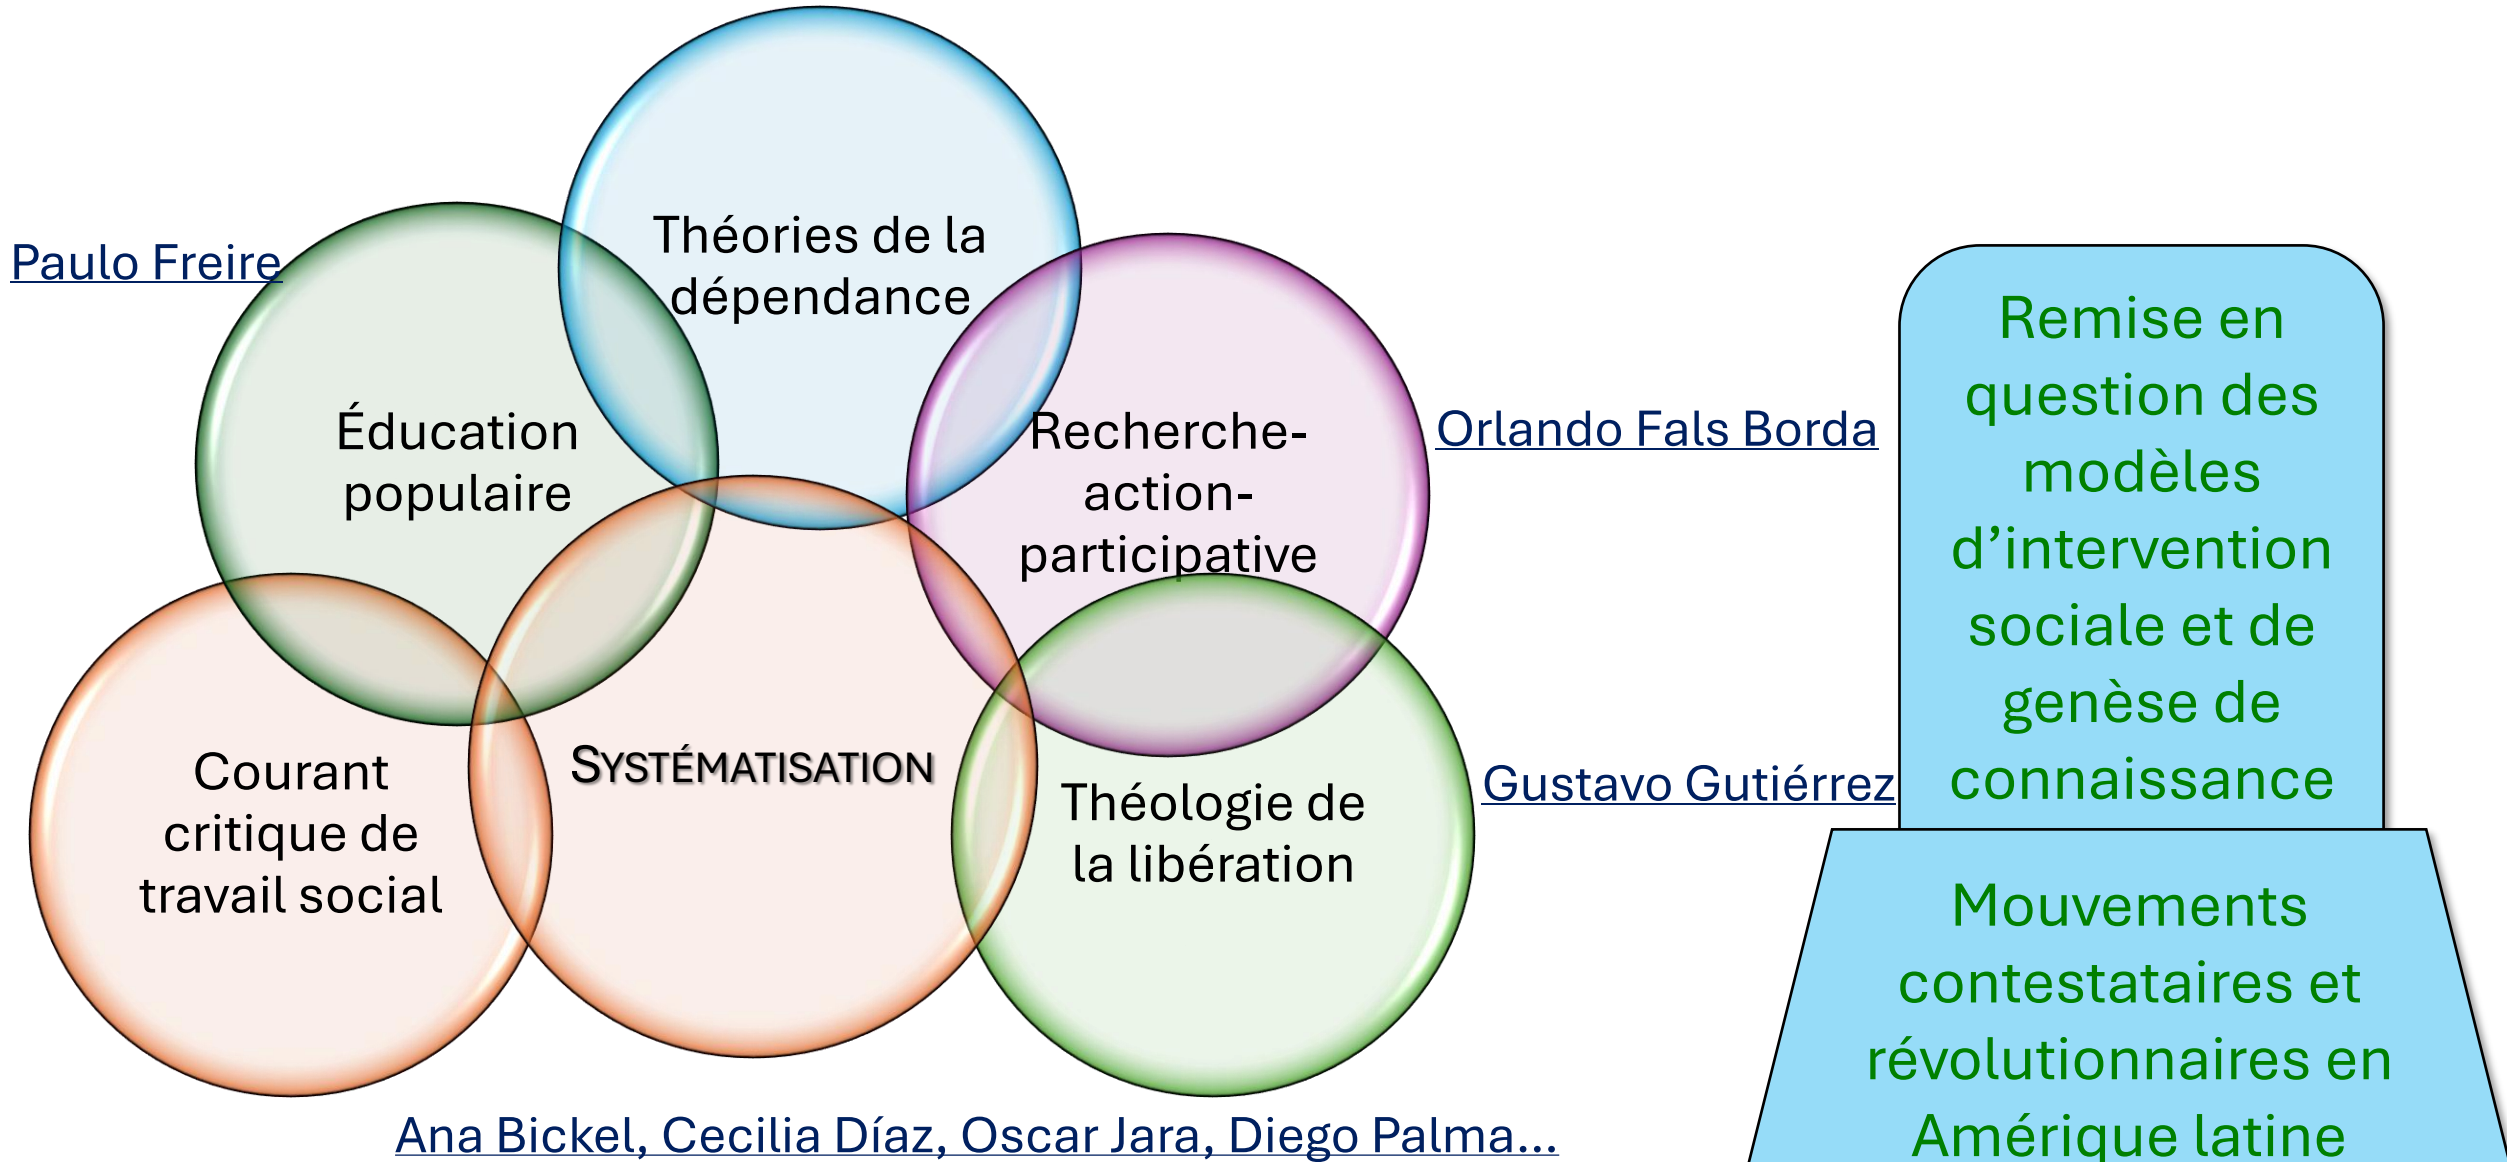 Théories de la
dépendance
Paulo Freire
Éducation
populaire
Recherche-
action-
participative
Orlando Fals Borda
Courant
critique de
travail social
SYSTÉMATISATION
Théologie de
la libération
Gustavo Gutiérrez
Ana Bickel, Cecilia Díaz, Oscar Jara, Diego Palma...
Remise en
question des
modèles
d’intervention
sociale et de
genèse de
connaissance
Mouvements
contestataires et
révolutionnaires en
Amérique latine